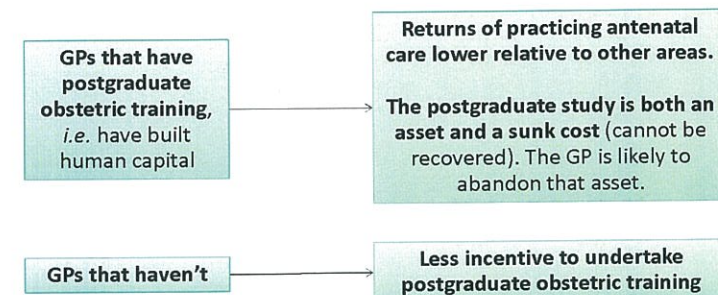 GPs that have
postgraduate
obstetric training,
i.e. have built
human capital
Returns of practicing antenatal
care lower relative to other areas.
The postgraduate study is both an
asset and a sunk cost (cannot be
recovered). The GP is likely to
abandon that asset.
GPs that haven't
Less incentive to undertake
postgraduate obstetric training